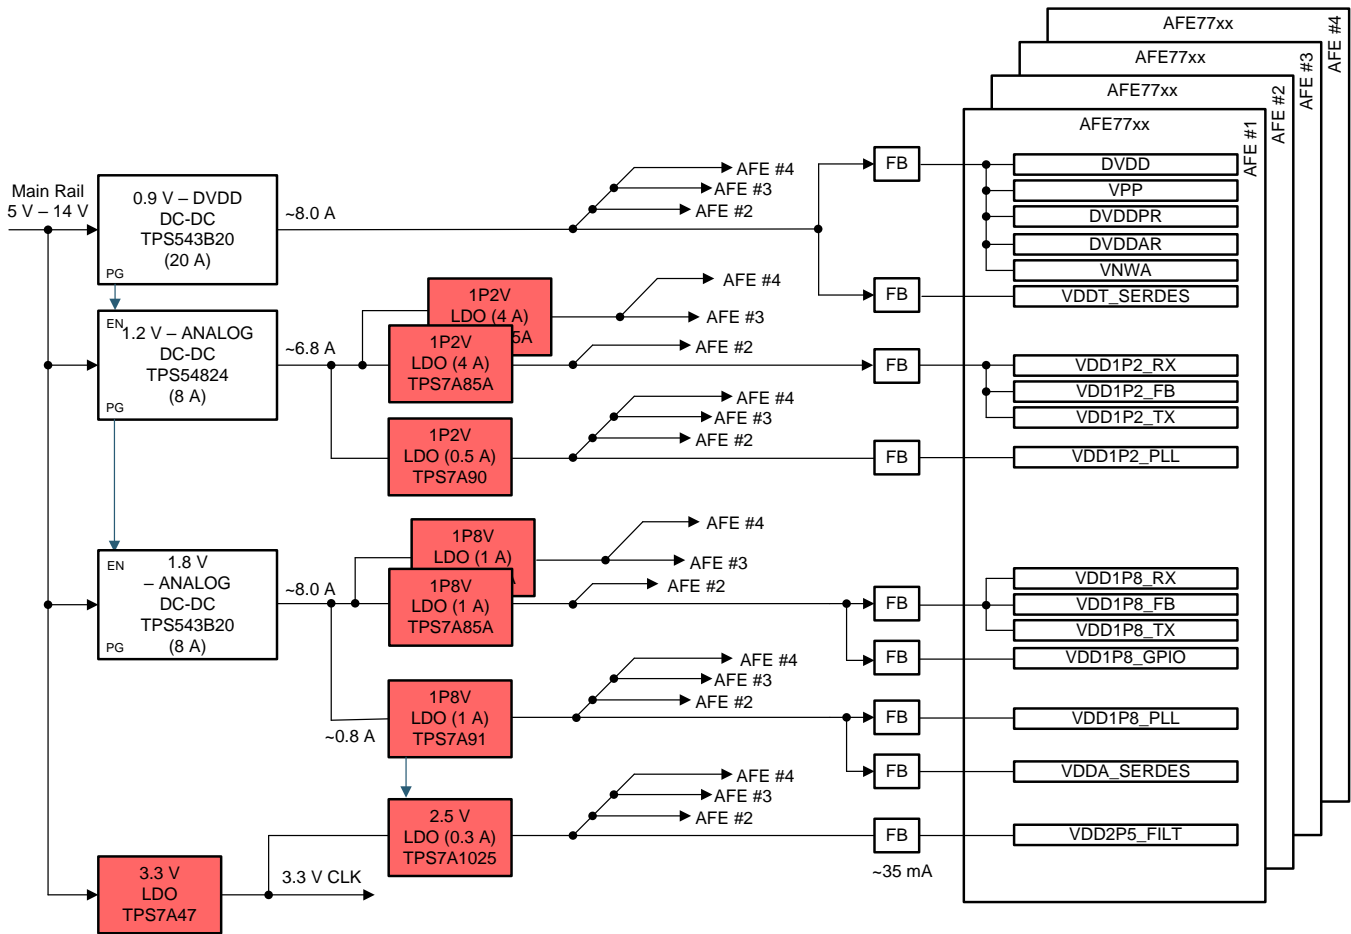 AFE77xx
AFE #4
AFE77xx
AFE #3
AFE77xx
AFE #2
AFE77xx
AFE #1
Main Rail
5 V – 14 V
0.9 V – DVDD
DC-DC
TPS543B20
(20 A)
PG
~8.0 A
AFE #4
AFE #3
AFE #2
FB
DVDD
VPP
DVDDPR
DVDDAR
VNWA
FB
VDDT_SERDES
EN
1.2 V – ANALOG
DC-DC
TPS54824
(8 A)
PG
~6.8 A
1P2V
LDO (4 A)
5A
AFE #4
AFE #3
1P2V
LDO (4 A)
TPS7A85A
AFE #2
FB
VDD1P2_RX
VDD1P2_FB
VDD1P2_TX
1P2V
LDO (0.5 A)
TPS7A90
AFE #4
AFE #3
AFE #2
FB
VDD1P2_PLL
EN
1.8 V
– ANALOG
DC-DC
TPS543B20
(8 A)
PG
~8.0 A
1P8V
LDO (1 A)
AFE #4
AFE #3
1P8V
LDO (1 A)
TPS7A85A
AFE #2
FB
VDD1P8_RX
VDD1P8_FB
VDD1P8_TX
FB
VDD1P8_GPIO
~0.8 A
1P8V
LDO (1 A)
TPS7A91
AFE #4
AFE #3
AFE #2
FB
VDD1P8_PLL
FB
VDDA_SERDES
2.5 V
LDO (0.3 A)
TPS7A1025
AFE #4
AFE #3
AFE #2
FB
~35 mA
VDD2P5_FILT
3.3 V
LDO
TPS7A47
3.3 V CLK